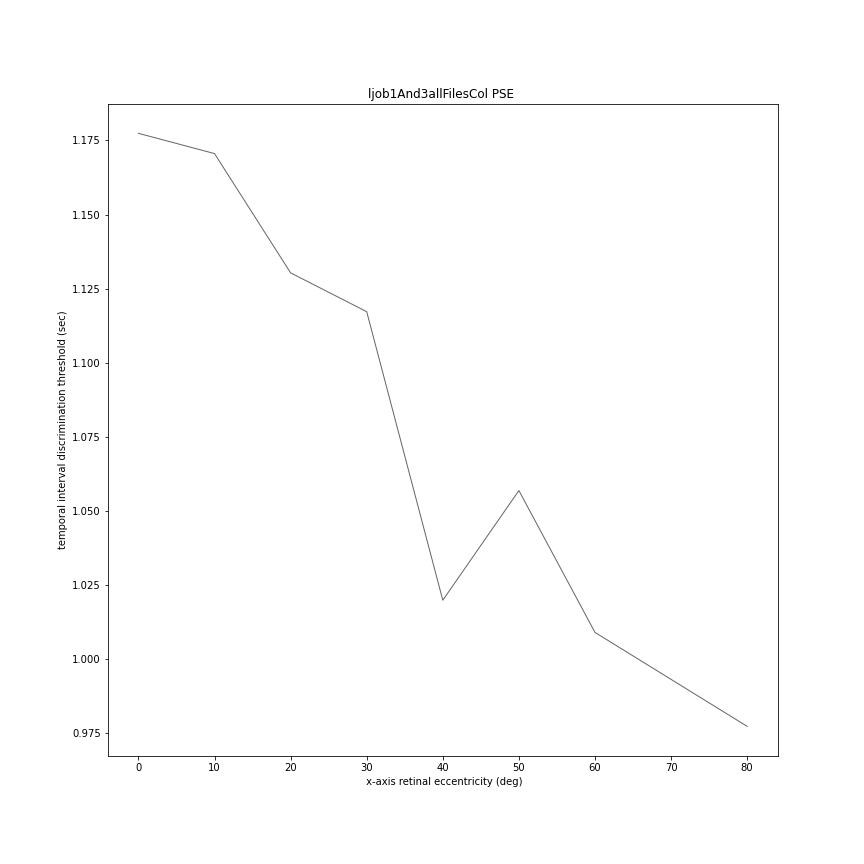 ljob1And3allFilesCol PSE
1.175
1.150
1.125
1.100
1.075
1.050
1.025
1.000
0.975
temporal interval discrimination threshold (sec)
0 10 20 30 40 50 60 70 80
x-axis retinal eccentricity (deg)